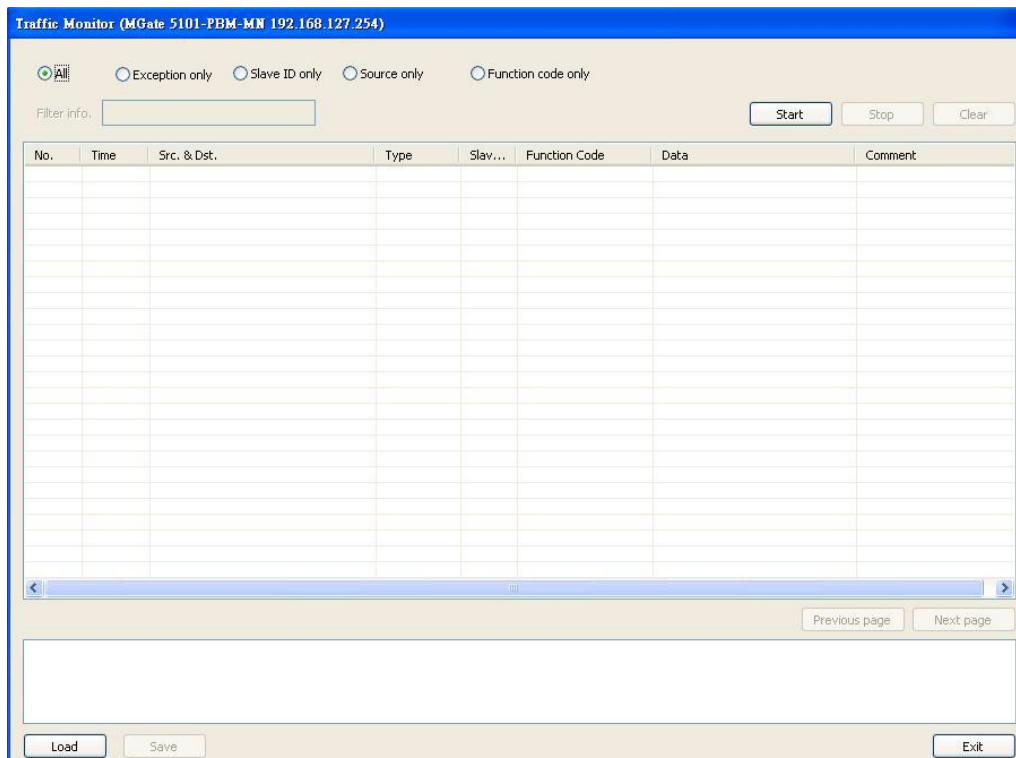 Traffic Monitor (MGate 5101-PBM-MN 192.168.127.254)
All Exception only Slave ID only Source only Function code only
Filter info. Start Stop Clear
No. Time Src. & Dst. Type Slav... Function Code Data Comment
Previous page Next page
Load Save Exit